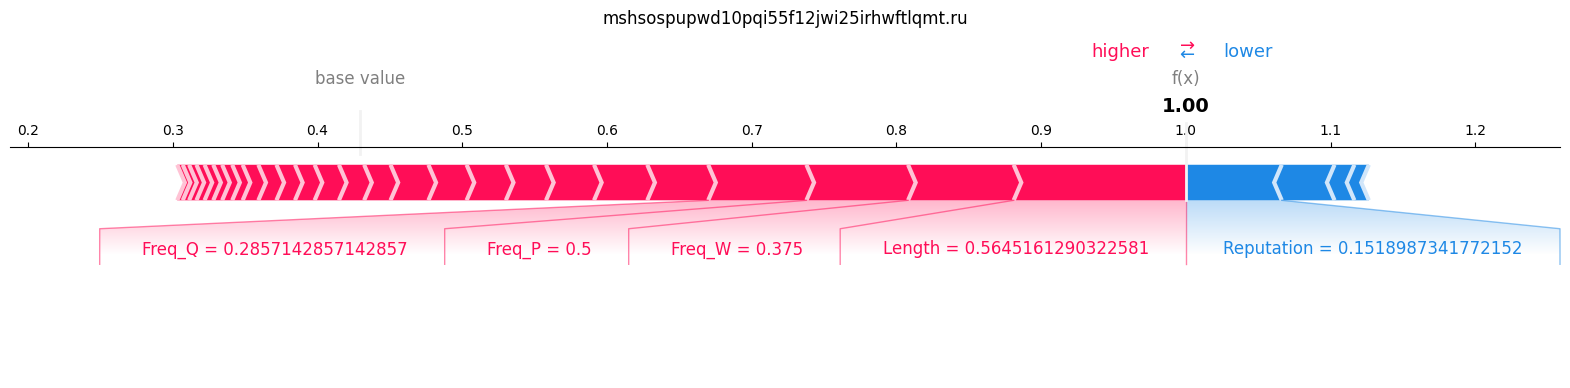 mshsospupwd10pqi55f12jwi25irhwftlqmt.ru
higher ⇄ lower
base value f(x)
1.00
0.2 0.3 0.4 0.5 0.6 0.7 0.8 0.9 1.0 1.1 1.2
Freq_Q = 0.2857142857142857 Freq_P = 0.5 Freq_W = 0.375 Length = 0.5645161290322581 Reputation = 0.1518987341772152